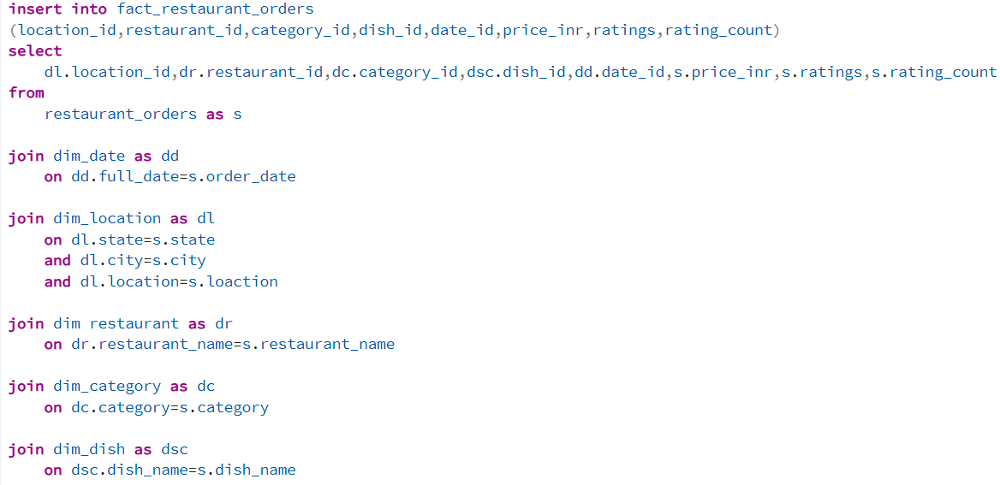 insert into fact_restaurant_orders
(location_id,restaurant_id,category_id,dish_id,date_id,price_inr,ratings,rating_count)
select
dl.location_id,dr.restaurant_id,dc.category_id,dsc.dish_id,dd.date_id,s.price_inr,s.ratings,s.rating_count
from
restaurant_orders as s
join dim_date as dd
on dd.full_date=s.order_date
join dim_location as dl
on dl.state=s.state
and dl.city=s.city
and dl.location=s.loaction
join dim restaurant as dr
on dr.restaurant_name=s.restaurant_name
join dim_category as dc
on dc.category=s.category
join dim_dish as dsc
on dsc.dish_name=s.dish_name